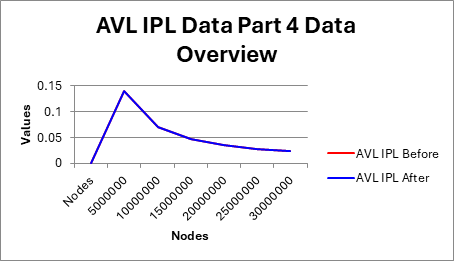 AVL IPL Data Part 4 Data
Overview
0.15
0.1
0.05
0
Values
Nodes
5000000
10000000
15000000
20000000
25000000
30000000
Nodes
AVL IPL Before
AVL IPL After